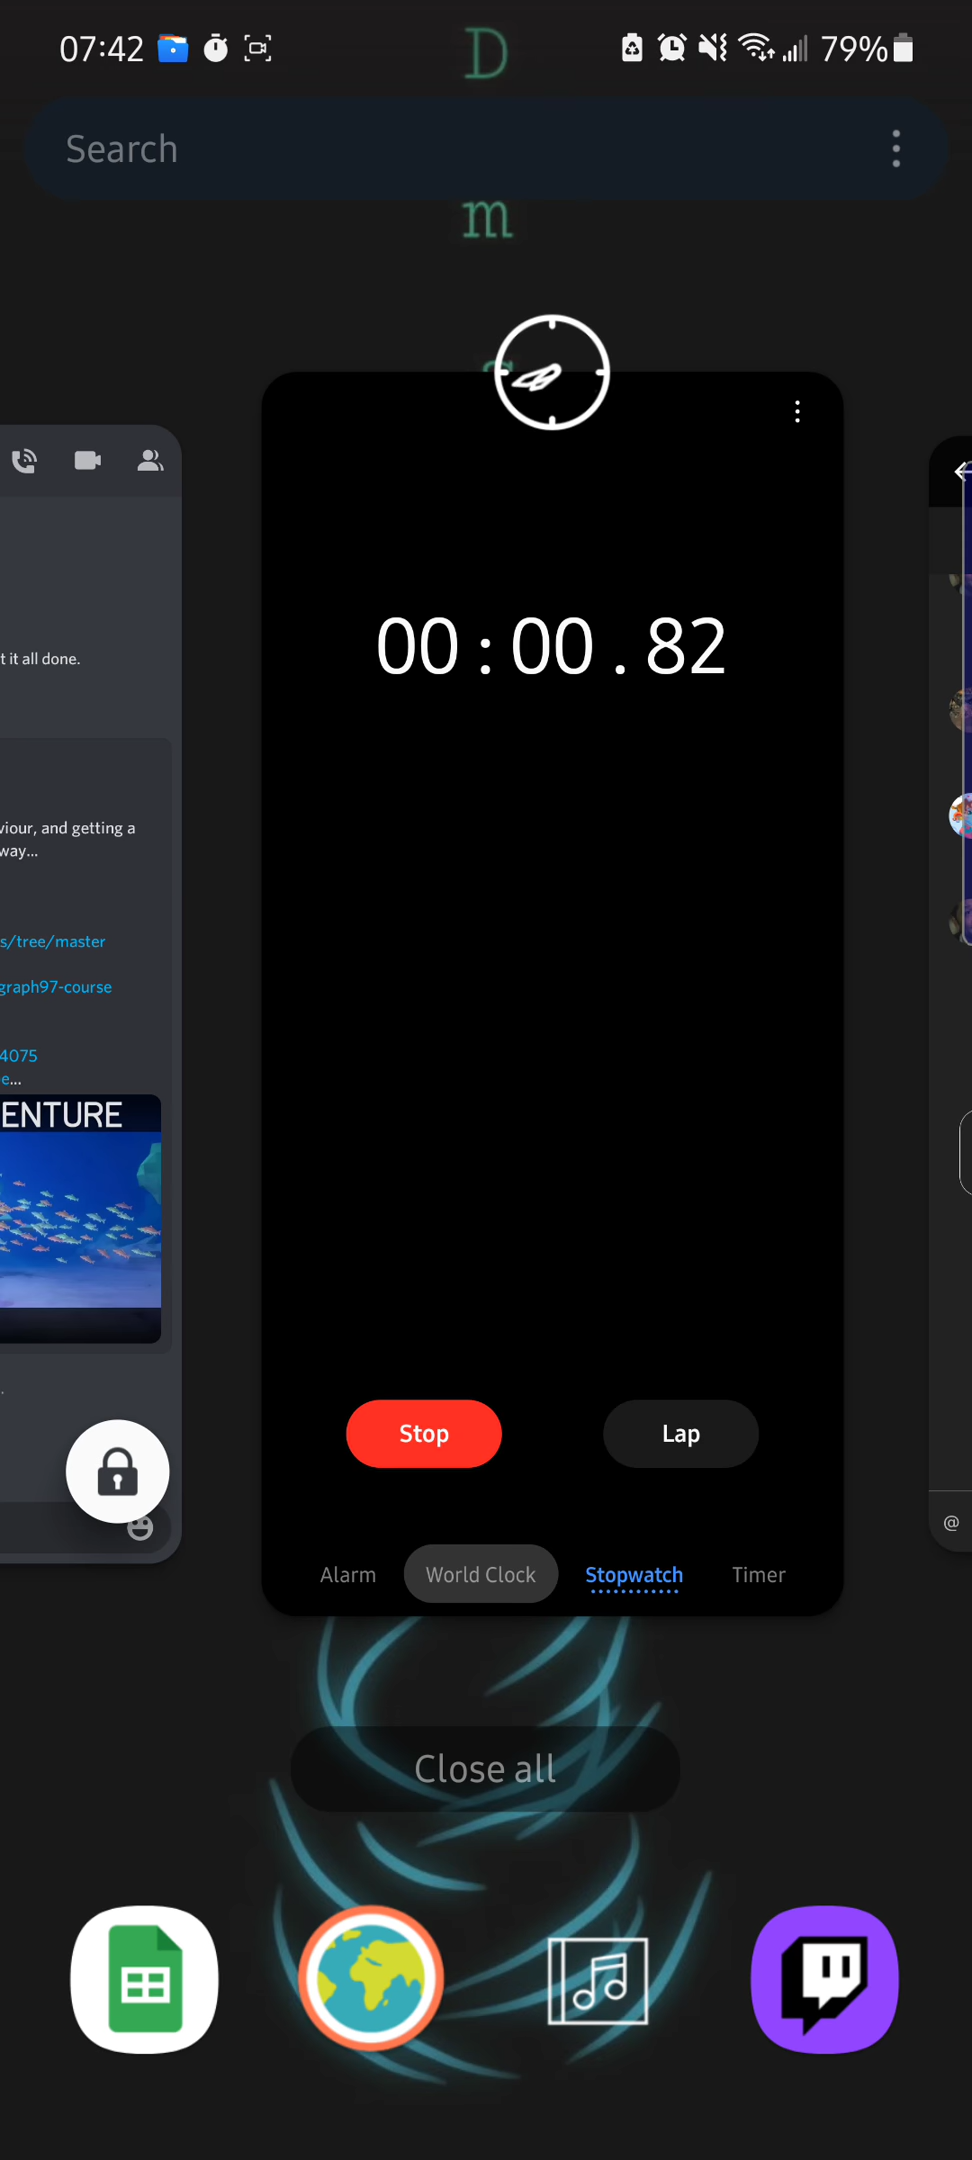 07:42
79%
D
Search
m
t it all done.
viour, and getting a
way...
s/tree/master
graph97-course
4075
e...
ENTURE
.
00 : 00 . 82
Stop
Lap
Alarm
World Clock
Stopwatch
Timer
@
Close all